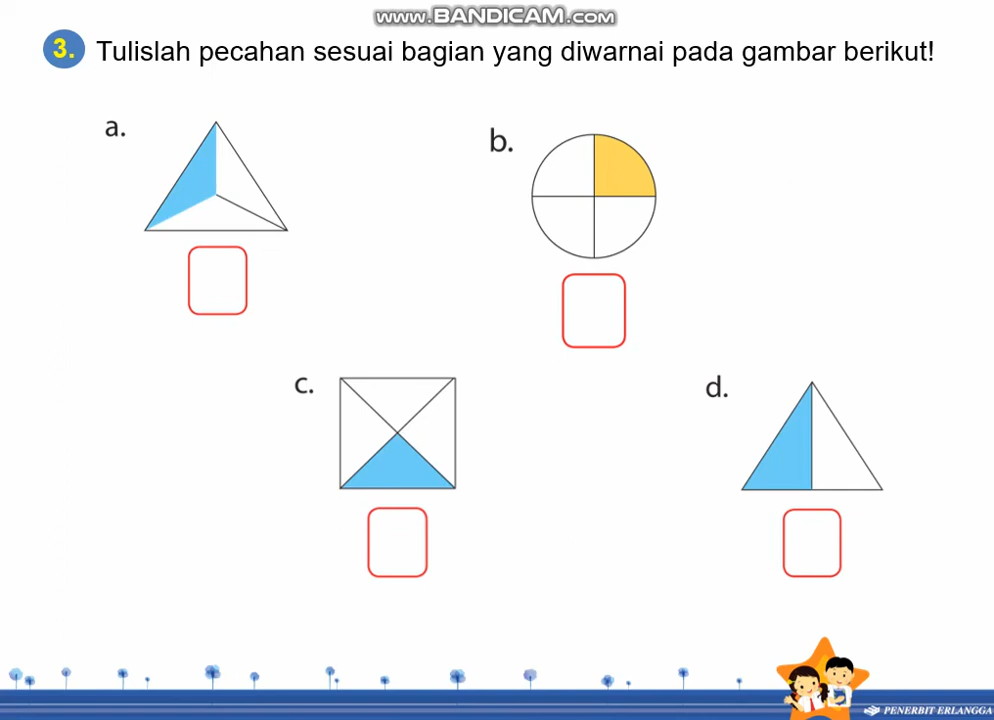 www.BANDICAM.com
3. Tulislah pecahan sesuai bagian yang diwarnai pada gambar berikut!
a.
b.
c.
d.
PENERBIT ERLANGGA